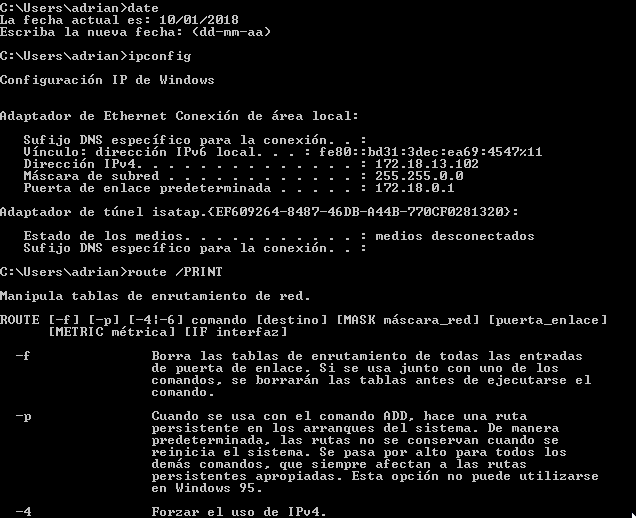 C:\Users\adrian>date
La fecha actual es: 10/01/2018
Escriba la nueva fecha: (dd-mm-aa)
C:\Users\adrian>ipconfig
Configuración IP de Windows
Adaptador de Ethernet Conexión de área local:
Sufijo DNS específico para la conexión. . :
Vínculo: dirección IPv6 local. . . : fe80::bd31:3dec:ea69:4547%11
Dirección IPv4. . . . . . . . . . . . . . : 172.18.13.102
Máscara de subred . . . . . . . . . . . . : 255.255.0.0
Puerta de enlace predeterminada . . . . . : 172.18.0.1
Adaptador de túnel isatap.{EF609264-8487-46DB-A44B-770CF0281320}:
Estado de los medios. . . . . . . . . . . : medios desconectados
Sufijo DNS específico para la conexión. . :
C:\Users\adrian>route /PRINT
Manipula tablas de enrutamiento de red.
ROUTE [-f] [-p] [-4|-6] comando [destino] [MASK máscara_red] [puerta_enlace]
[METRIC métrica] [IF interfaz]
-f Borra las tablas de enrutamiento de todas las entradas
de puerta de enlace. Si se usa junto con uno de los
comandos, se borrarán las tablas antes de ejecutarse el
comando.
-p Cuando se usa con el comando ADD, hace una ruta
persistente en los arranques del sistema. De manera
predeterminada, las rutas no se conservan cuando se
reinicia el sistema. Se pasa por alto para todos los
demás comandos, que siempre afectan a las rutas
persistentes apropiadas. Esta opción no puede utilizarse
en Windows 95.
-4 Forzar el uso de IPv4.